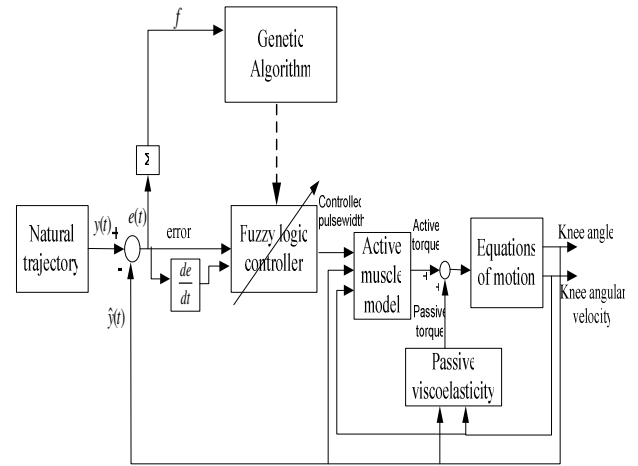 f
Genetic
Algorithm
Σ
Natural
trajectory
y(t)
+
e(t)
-
ŷ(t)
error
de
dt
Fuzzy logic
controller
Controlled
pulsewidth
Active
muscle
model
Active
torque
+
+
Passive
torque
Equations
of motion
Knee angle
Knee angular
velocity
Passive
viscoelasticity